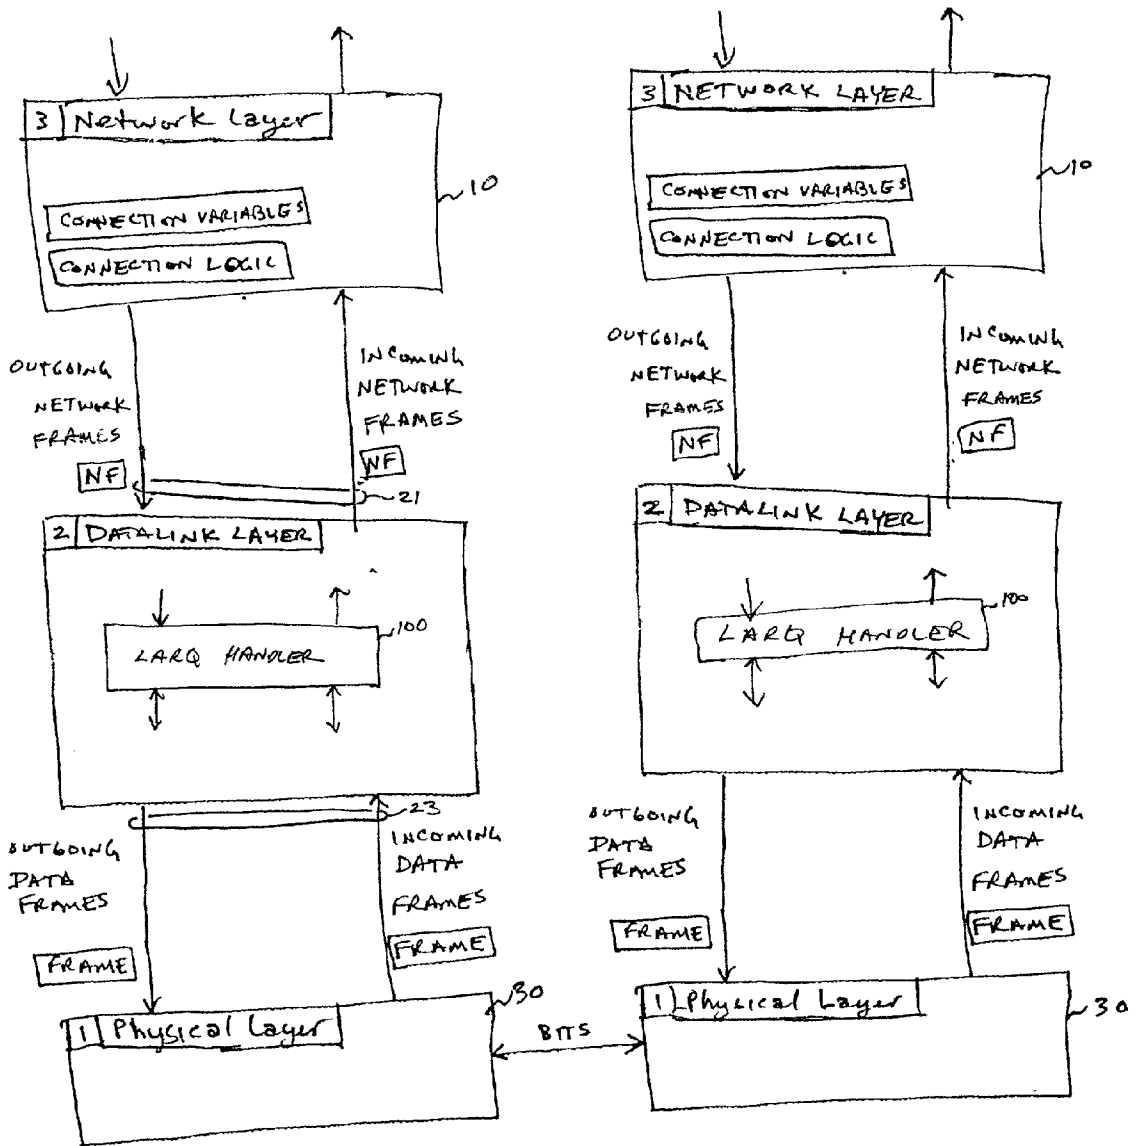 3 Network Layer
10
CONNECTION VARIABLES
CONNECTION LOGIC
OUTGOING
NETWORK
FRAMES
NF
INCOMING
NETWORK
FRAMES
NF
21
2 DATALINK LAYER
100
LARQ HANDLER
23
OUTGOING
DATA
FRAMES
FRAME
INCOMING
DATA
FRAMES
FRAME
30
1 Physical Layer
BITS
3 NETWORK LAYER
10
CONNECTION VARIABLES
CONNECTION LOGIC
OUTGOING
NETWORK
FRAMES
NF
INCOMING
NETWORK
FRAMES
NF
2 DATALINK LAYER
100
LARQ HANDLER
OUTGOING
DATA
FRAMES
FRAME
INCOMING
DATA
FRAMES
FRAME
1 Physical Layer
30